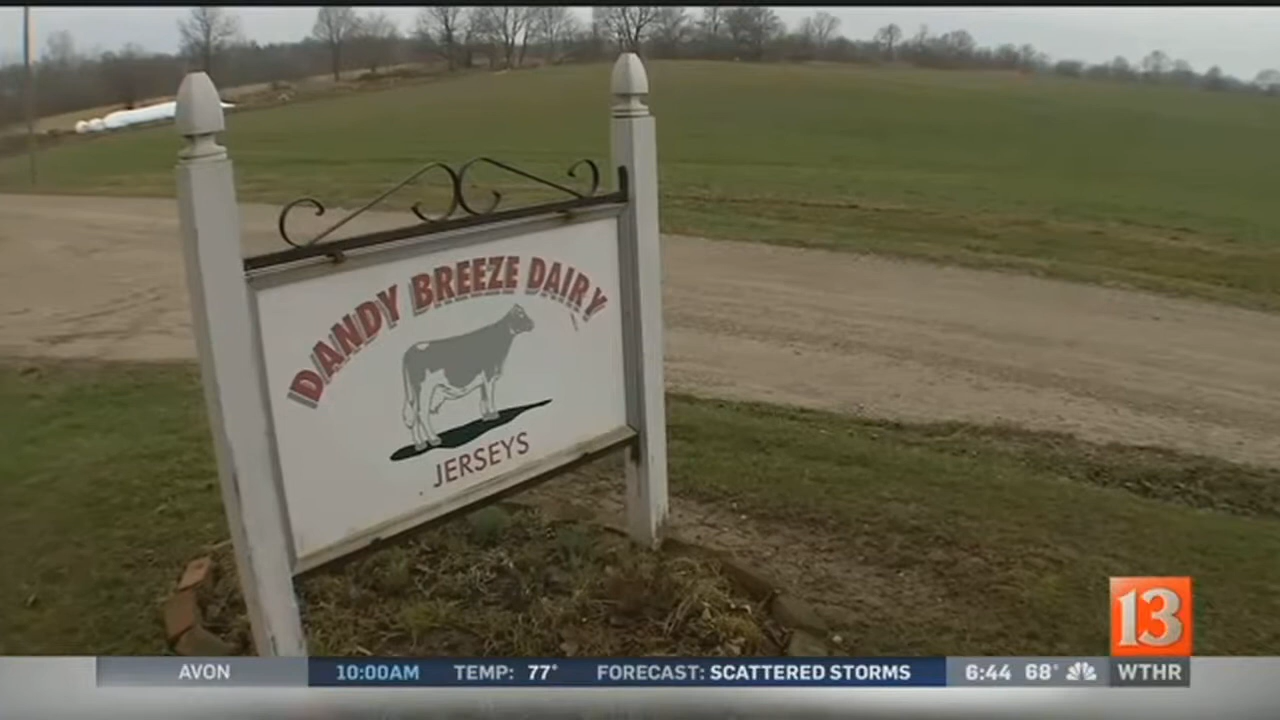 DANDY BREEZE DAIRY
JERSEYS
13
AVON 10:00AM TEMP: 77° FORECAST: SCATTERED STORMS 6:44 68° WTHR